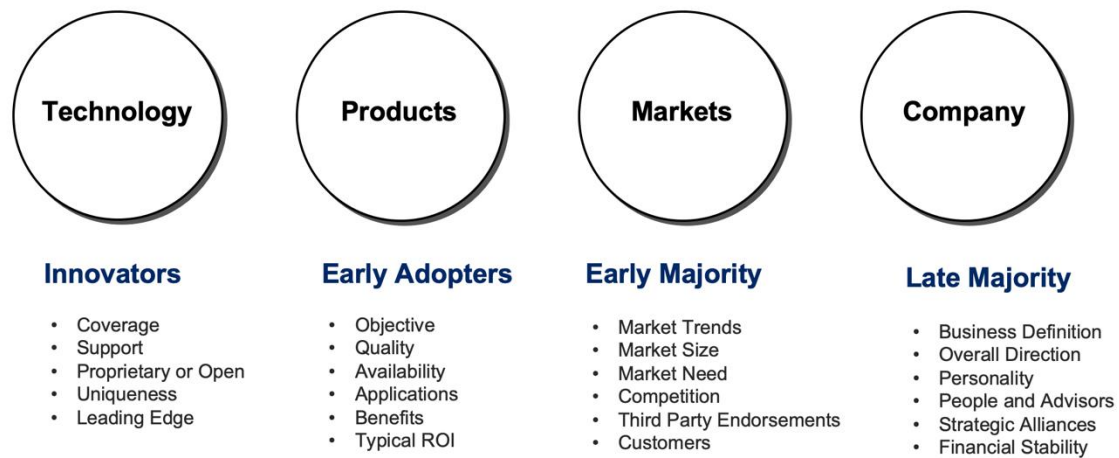 Technology
Products
Markets
Company
Innovators
• Coverage
• Support
• Proprietary or Open
• Uniqueness
• Leading Edge
Early Adopters
• Objective
• Quality
• Availability
• Applications
• Benefits
• Typical ROI
Early Majority
• Market Trends
• Market Size
• Market Need
• Competition
• Third Party Endorsements
• Customers
Late Majority
• Business Definition
• Overall Direction
• Personality
• People and Advisors
• Strategic Alliances
• Financial Stability